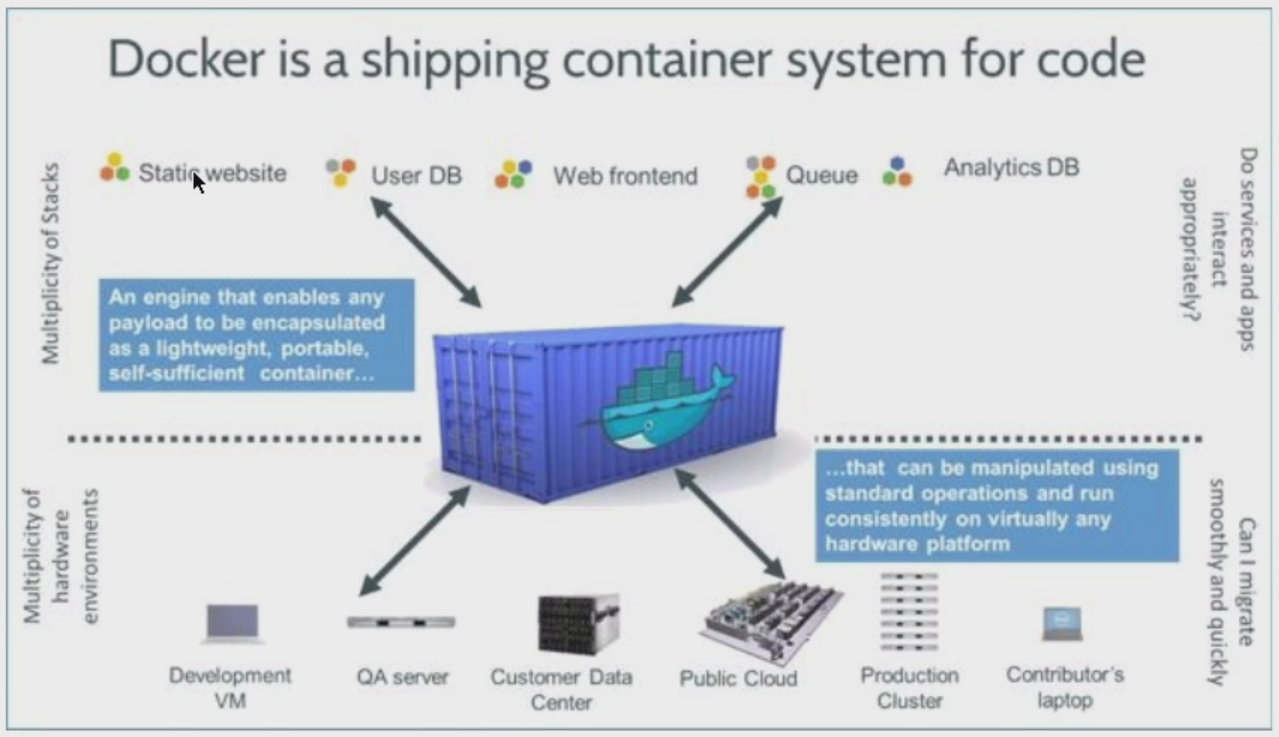 Docker is a shipping container system for code
Multiplicity of Stacks
Static website
User DB
Web frontend
Queue
Analytics DB
Do services and apps
interact
appropriately?
An engine that enables any
payload to be encapsulated
as a lightweight, portable,
self-sufficient container...
...that can be manipulated using
standard operations and run
consistently on virtually any
hardware platform
Multiplicity of
hardware
environments
Can I migrate
smoothly and quickly
Development
VM
QA server
Customer Data
Center
Public Cloud
Production
Cluster
Contributor's
laptop